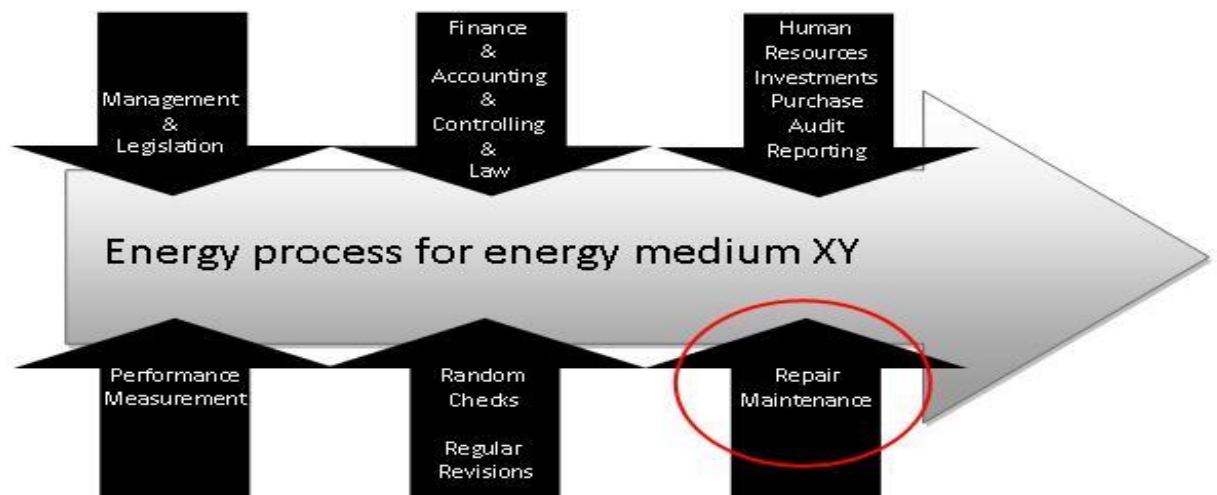 Management
&
Legislation
Finance
&
Accounting
&
Controlling
&
Law
Human
Resources
Investments
Purchase
Audit
Reporting
Energy process for energy medium XY
Performance
Measurement
Random
Checks
Regular
Revisions
Repair
Maintenance